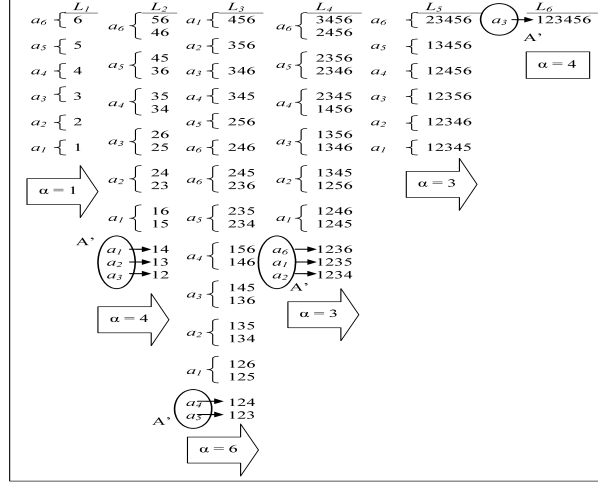 L₁
a₆ { 6
a₅ { 5
a₄ { 4
a₃ { 3
a₂ { 2
a₁ { 1
α = 1
L₂
a₆ { 56
46
a₅ { 45
36
a₄ { 35
34
a₃ { 26
25
a₂ { 24
23
a₁ { 16
15
A’
a₁ → 14
a₂ → 13
a₃ → 12
α = 4
L₃
a₁ { 456
a₂ { 356
a₃ { 346
a₄ { 345
a₅ { 256
a₆ { 246
a₆ { 245
236
a₅ { 235
234
a₄ { 156
146
a₃ { 145
136
a₂ { 135
134
a₁ { 126
125
a₄ → 124
a₅ → 123
A’
α = 6
L₄
a₆ { 3456
2456
a₅ { 2356
2346
a₄ { 2345
1456
a₃ { 1356
1346
a₂ { 1345
1256
a₁ { 1246
1245
a₆ → 1236
a₁ → 1235
a₂ → 1234
A’
α = 3
L₅
a₆ { 23456
a₅ { 13456
a₄ { 12456
a₃ { 12356
a₂ { 12346
a₁ { 12345
α = 3
L₆
a₃ → 123456
A’
α = 4